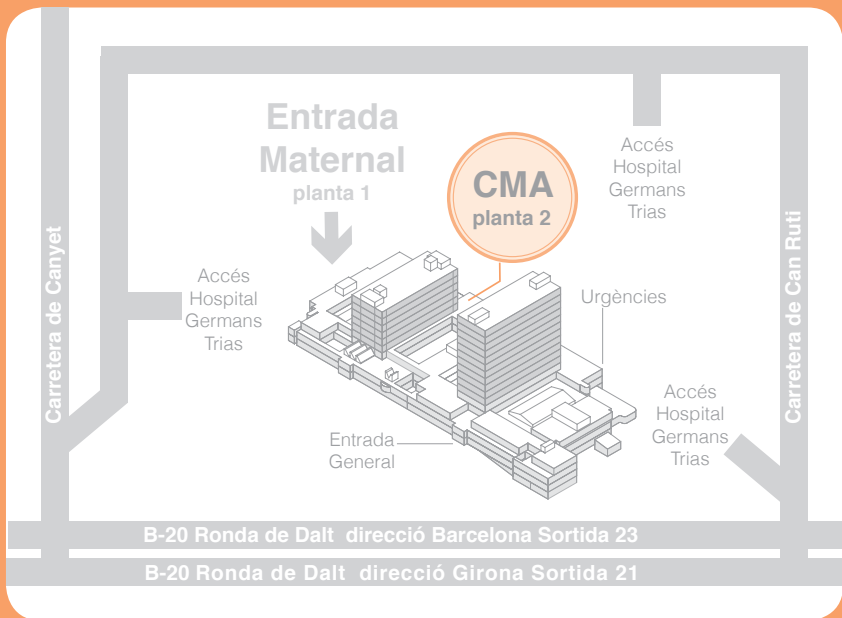 Entrada
Maternal
planta 1
CMA
planta 2
Accés
Hospital
Germans
Trias
Carretera de Canyet
Carretera de Can Ruti
Accés
Hospital
Germans
Trias
Urgències
Accés
Hospital
Germans
Trias
Entrada
General
B-20 Ronda de Dalt direcció Barcelona Sortida 23
B-20 Ronda de Dalt direcció Girona Sortida 21